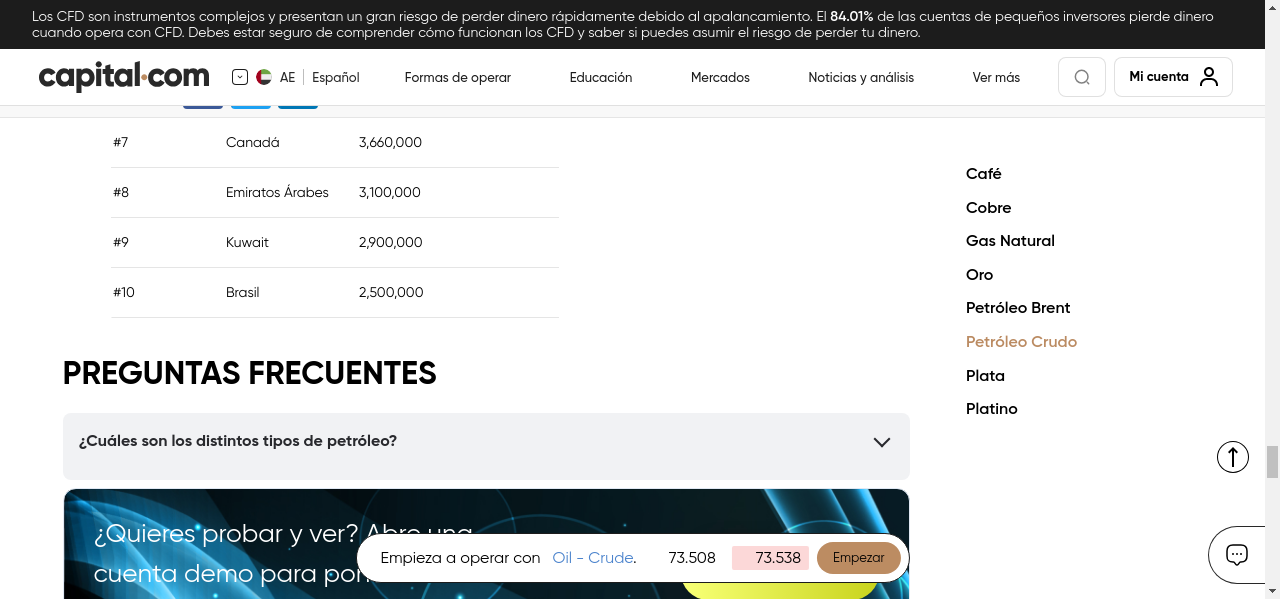 Los CFD son instrumentos complejos y presentan un gran riesgo de perder dinero rápidamente debido al apalancamiento. El 84.01% de las cuentas de pequeños inversores pierde dinero
cuando opera con CFD. Debes estar seguro de comprender cómo funcionan los CFD y saber si puedes asumir el riesgo de perder tu dinero.
capital.com AE Español Formas de operar Educación Mercados Noticias y análisis Ver más Mi cuenta
#7 Canadá 3,660,000
#8 Emiratos Árabes 3,100,000
#9 Kuwait 2,900,000
#10 Brasil 2,500,000
Café
Cobre
Gas Natural
Oro
Petróleo Brent
Petróleo Crudo
Plata
Platino
PREGUNTAS FRECUENTES
¿Cuáles son los distintos tipos de petróleo?
¿Quieres probar y ver? Abre una
cuenta demo para
Empieza a operar con Oil - Crude. 73.508 73.538 Empezar